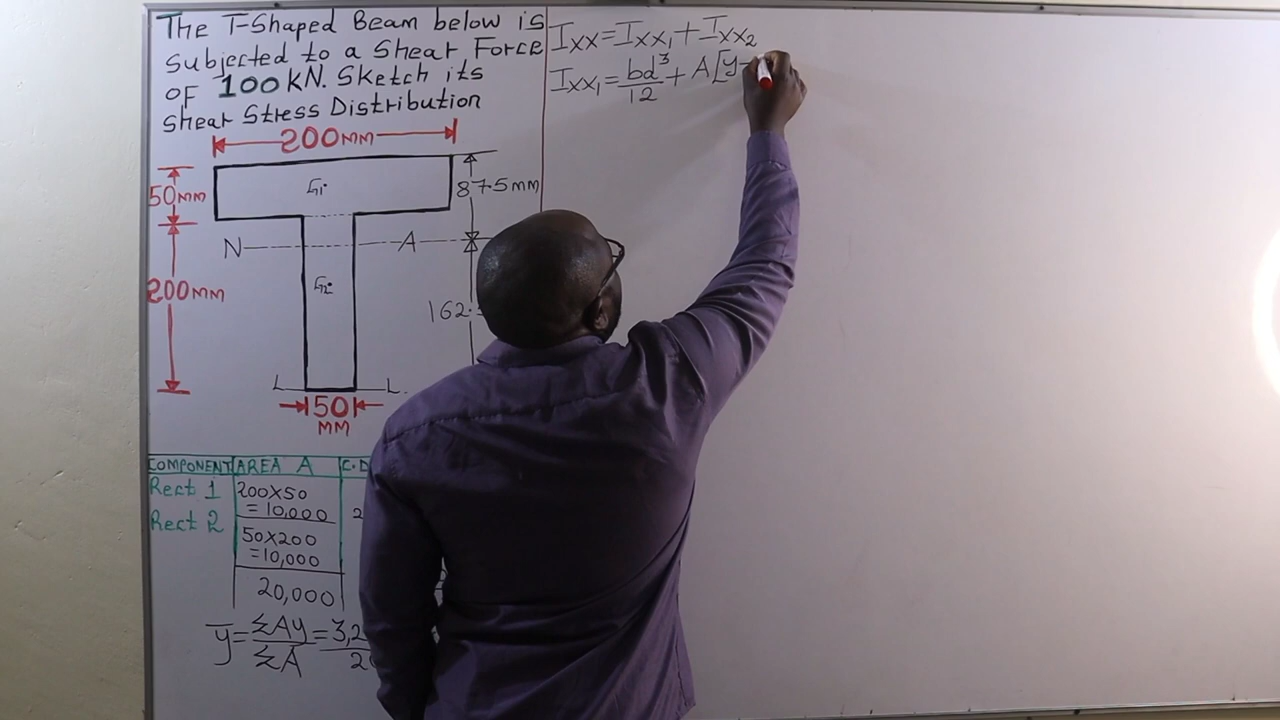 The T-Shaped Beam below is
subjected to a Shear Force
OF 100 kN. Sketch its
Shear Stress Distribution
200MM
50MM
G1
87.5mm
N
A
200MM
G2
162.
L
L
50
MM
COMPONENT AREA A C.D
Rect 1 200X50
= 10,000
Rect 2 50X200
=10,000
20,000
ȳ=ΣAy/ΣA=3,2
Ixx=Ixx₁+Ixx₂
Ixx₁=bd³/12+A[y-